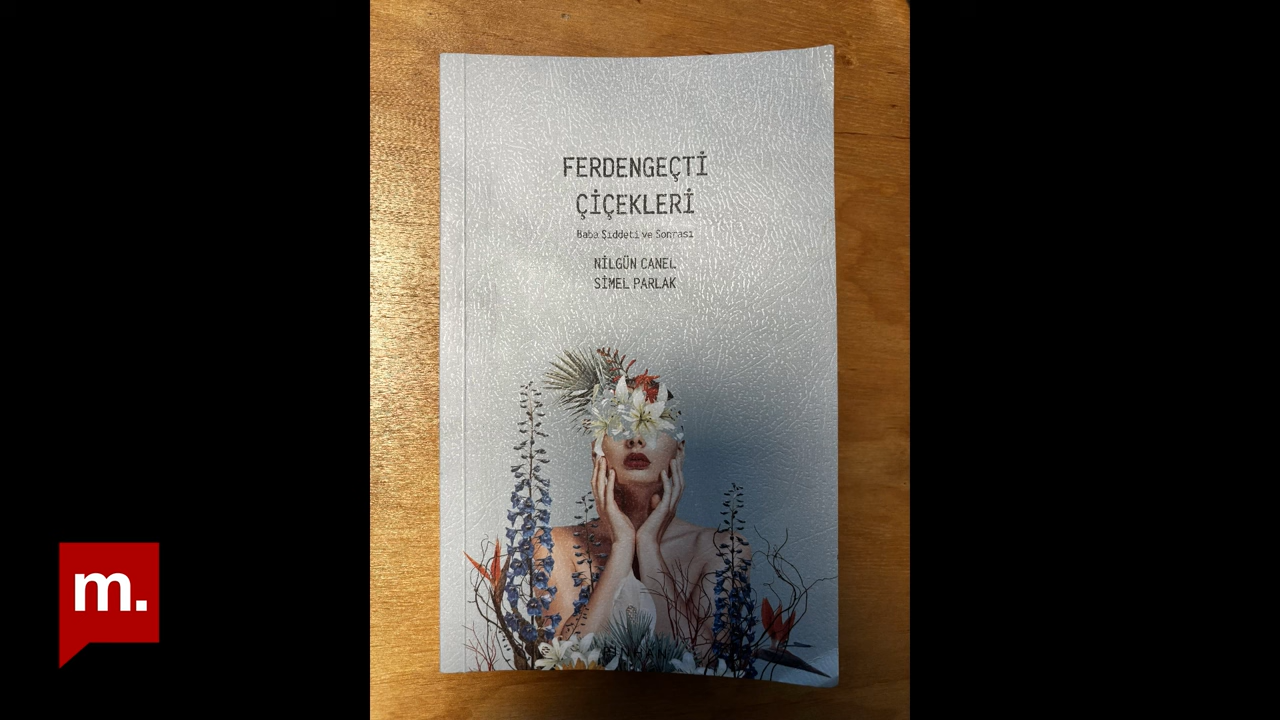 FERDENGEÇTİ
ÇİÇEKLERİ
Baba Şiddeti ve Sonrası
NİLGÜN CANEL
SİMEL PARLAK
m.